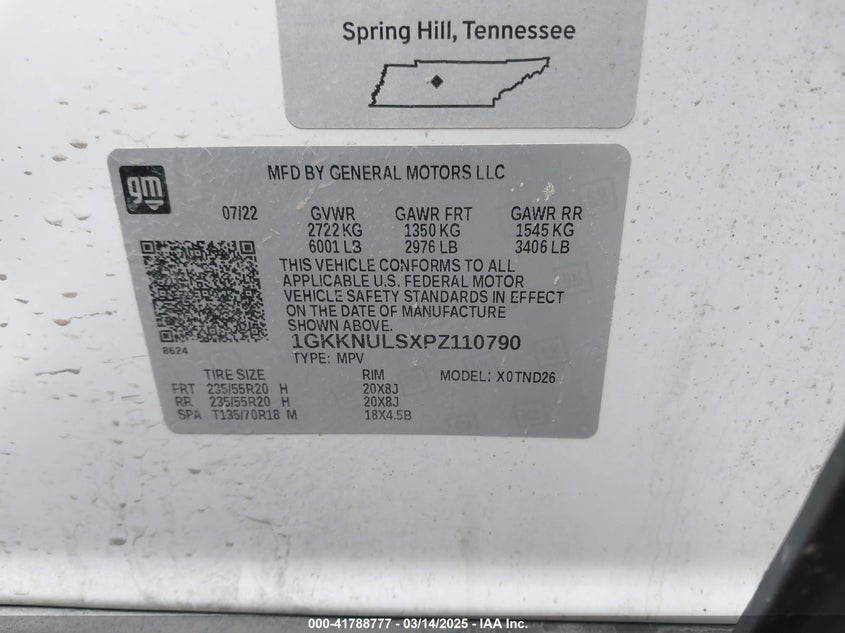 Spring Hill, Tennessee
gm
MFD BY GENERAL MOTORS LLC
07/22 GVWR GAWR FRT GAWR RR
2722 KG 1350 KG 1545 KG
6001 LB 2976 LB 3406 LB
THIS VEHICLE CONFORMS TO ALL
APPLICABLE U.S. FEDERAL MOTOR
VEHICLE SAFETY STANDARDS IN EFFECT
ON THE DATE OF MANUFACTURE
SHOWN ABOVE.
1GKKNULSXPZ110790
8624
TYPE: MPV
TIRE SIZE RIM MODEL: X0TND26
FRT 235/55R20 H 20X8J
RR 235/55R20 H 20X8J
SPA T135/70R18 M 18X4.5B
000-41788777 - 03/14/2025 - IAA Inc.